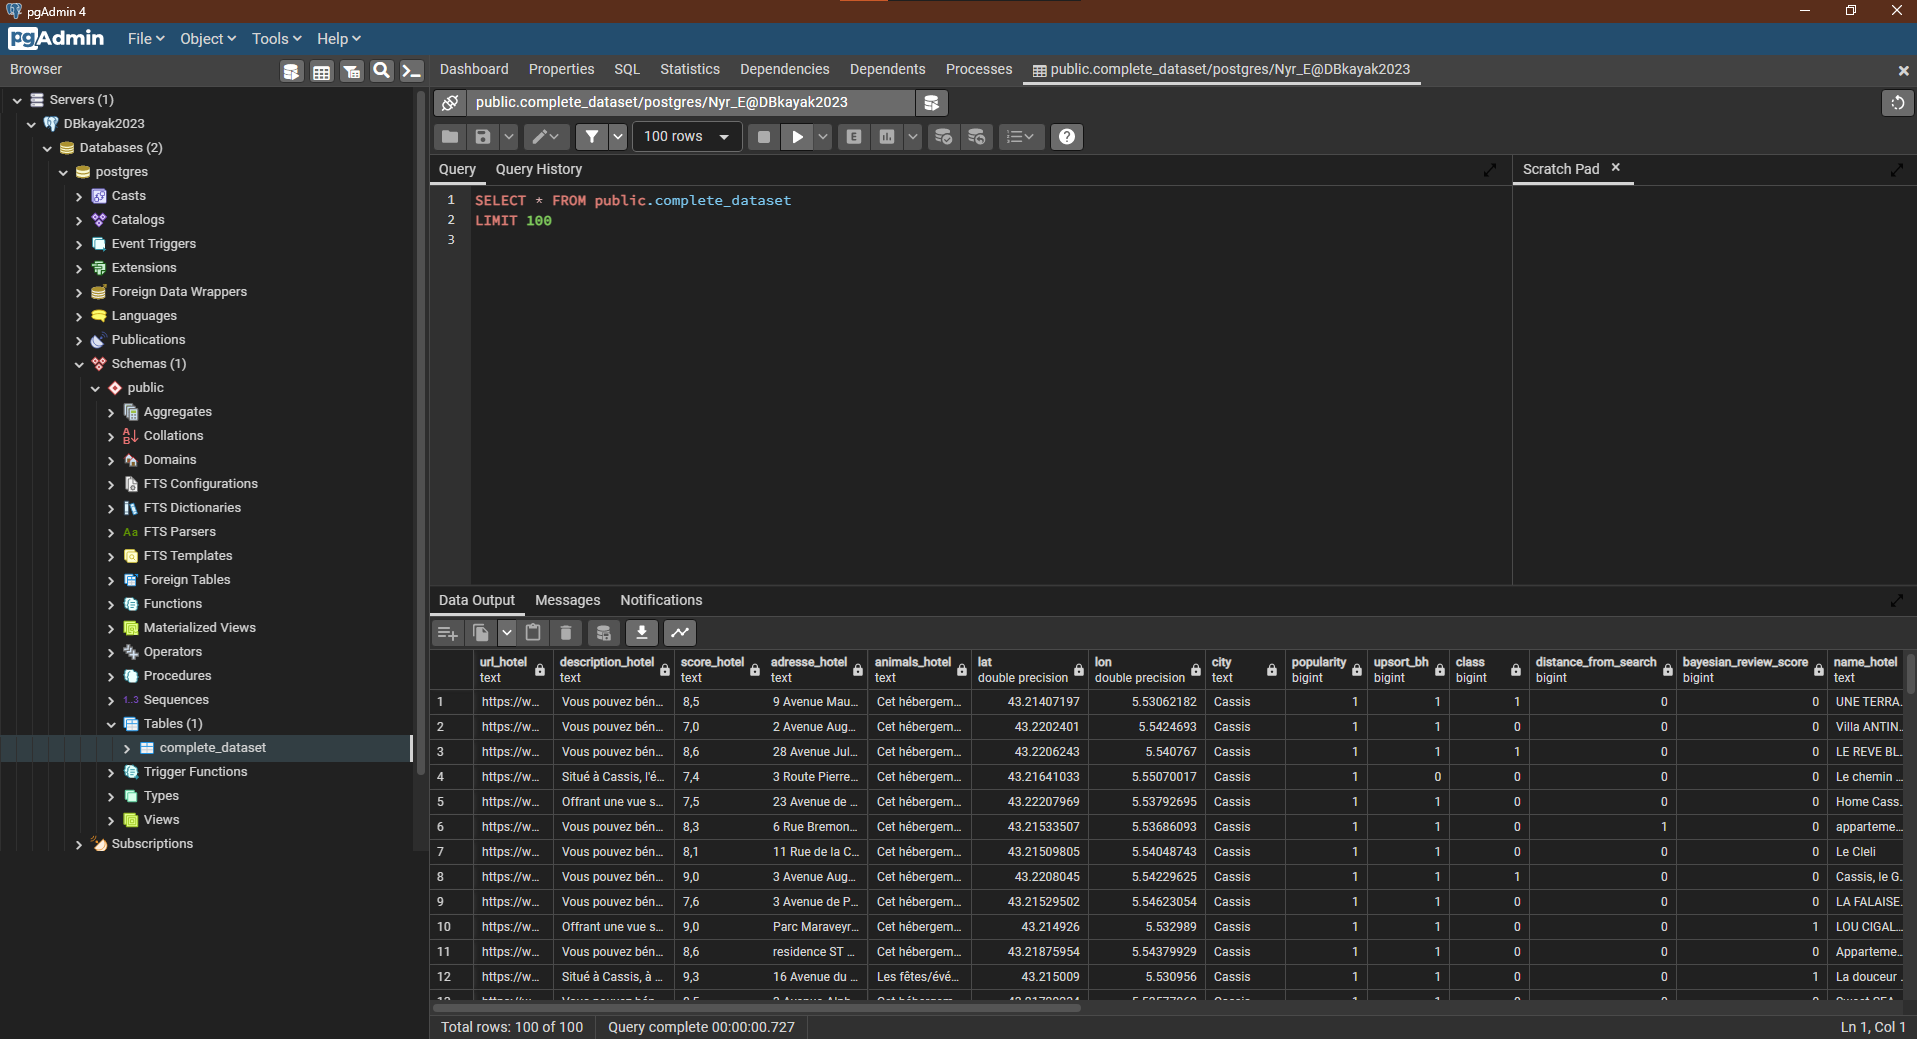 pgAdmin 4
pgAdmin File Object Tools Help
Browser
Dashboard Properties SQL Statistics Dependencies Dependents Processes public.complete_dataset/postgres/Nyr_E@DBkayak2023
Servers (1)
DBkayak2023
Databases (2)
postgres
Casts
Catalogs
Event Triggers
Extensions
Foreign Data Wrappers
Languages
Publications
Schemas (1)
public
Aggregates
Collations
Domains
FTS Configurations
FTS Dictionaries
FTS Parsers
FTS Templates
Foreign Tables
Functions
Materialized Views
Operators
Procedures
Sequences
Tables (1)
complete_dataset
Trigger Functions
Types
Views
Subscriptions
public.complete_dataset/postgres/Nyr_E@DBkayak2023
100 rows
Query Query History
Scratch Pad
1 SELECT * FROM public.complete_dataset
2 LIMIT 100
3
Data Output Messages Notifications
url_hotel description_hotel score_hotel adresse_hotel animals_hotel lat lon city popularity upsort_bh class distance_from_search bayesian_review_score name_hotel
text text text text text double precision double precision text bigint bigint bigint bigint bigint text
1 https://w... Vous pouvez bén... 8,5 9 Avenue Mau... Cet hébergem... 43.21407197 5.53062182 Cassis 1 1 1 0 0 UNE TERRA...
2 https://w... Vous pouvez bén... 7,0 2 Avenue Aug... Cet hébergem... 43.2202401 5.5424693 Cassis 1 1 0 0 0 Villa ANTIN...
3 https://w... Vous pouvez bén... 8,6 28 Avenue Jul... Cet hébergem... 43.2206243 5.540767 Cassis 1 1 1 0 0 LE REVE BL...
4 https://w... Situé à Cassis, l'é... 7,4 3 Route Pierre... Cet hébergem... 43.21641033 5.55070017 Cassis 1 0 0 0 0 Le chemin ...
5 https://w... Offrant une vue s... 7,5 23 Avenue de ... Cet hébergem... 43.22207969 5.53792695 Cassis 1 1 0 0 0 Home Cass...
6 https://w... Vous pouvez bén... 8,3 6 Rue Bremon... Cet hébergem... 43.21533507 5.53686093 Cassis 1 1 0 1 0 apparteme...
7 https://w... Vous pouvez bén... 8,1 11 Rue de la C... Cet hébergem... 43.21509805 5.54048743 Cassis 1 1 0 0 0 Le Cleli
8 https://w... Vous pouvez bén... 9,0 3 Avenue Aug... Cet hébergem... 43.2208045 5.54229625 Cassis 1 1 1 0 0 Cassis, le G...
9 https://w... Vous pouvez bén... 7,6 3 Avenue de P... Cet hébergem... 43.21529502 5.54623054 Cassis 1 1 0 0 0 LA FALAISE...
10 https://w... Offrant une vue s... 9,0 Parc Maraveyr... Cet hébergem... 43.214926 5.532989 Cassis 1 1 0 0 1 LOU CIGAL...
11 https://w... Vous pouvez bén... 8,6 residence ST ... Cet hébergem... 43.21875954 5.54379929 Cassis 1 1 0 0 0 Apparteme...
12 https://w... Situé à Cassis, à ... 9,3 16 Avenue du ... Les fêtes/évé... 43.215009 5.530956 Cassis 1 1 0 0 1 La douceur ...
Total rows: 100 of 100 Query complete 00:00:00.727 Ln 1, Col 1